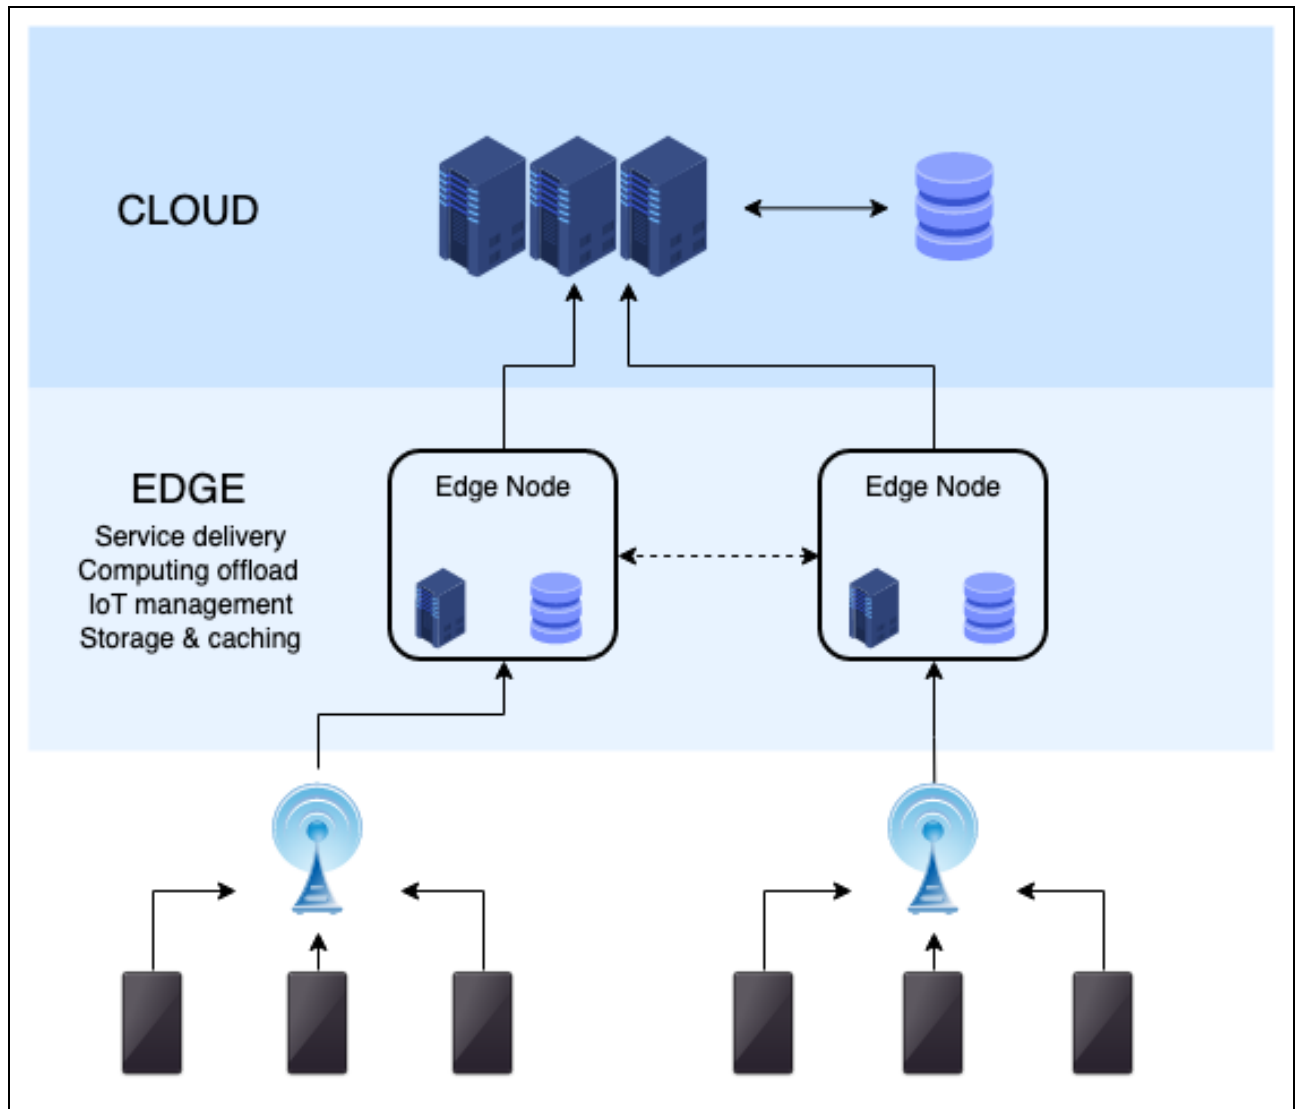 CLOUD
EDGE
Service delivery
Computing offload
IoT management
Storage & caching
Edge Node
Edge Node